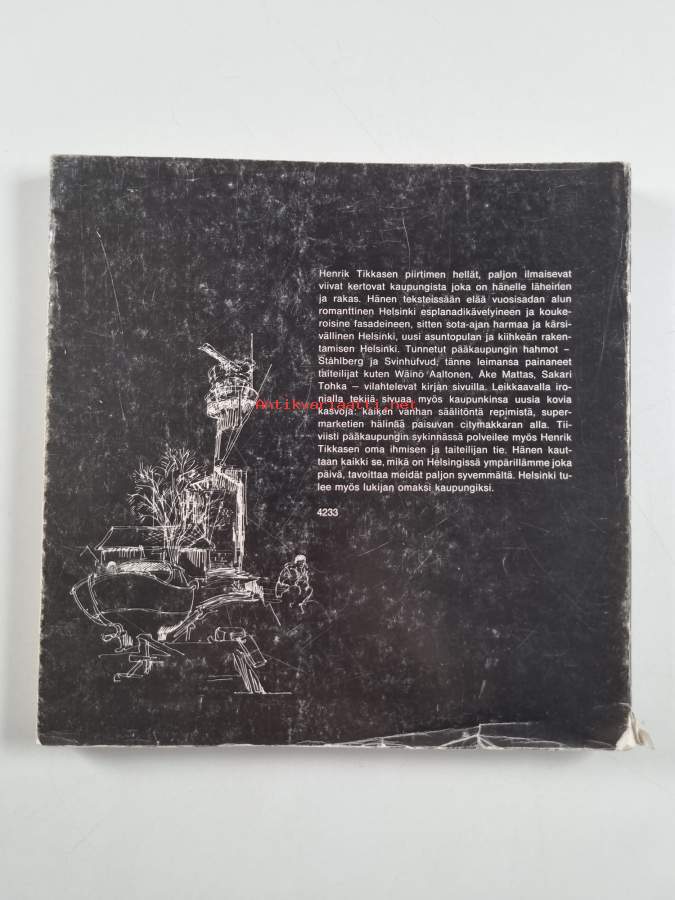 Henrik Tikkasen piirtimen hellät, paljon ilmaisevat
viivat kertovat kaupungista joka on hänelle läheinen
ja rakas. Hänen teksteissään elää vuosisadan alun
romanttinen Helsinki esplanadikävelyineen ja kouke-
roisine fasadeineen, sitten sota-ajan harmaa ja kärsi-
vällinen Helsinki, uusi asuntopulan ja kiihkeän raken-
tamisen Helsinki. Tunnetut pääkaupungin hahmot –
Ståhlberg ja Svinhufvud, tänne leimansa painaneet
taiteilijat kuten Wäinö Aaltonen, Åke Mattas, Sakari
Tohka – vilahtelevat kirjan sivuilla. Leikkaavalla iro-
nialla tekijä sivuaa myös kaupunkinsa uusia kovia
kasvoja: kaiken vanhan säälitöntä repimistä, super-
markettien hälinää paisuvan citymakkaran alla. Tii-
viisti pääkaupungin sykinnässä polveilee myös Henrik
Tikkasen oma ihmisen ja taiteilijan tie. Hänen kaut-
taan kaikki se, mikä on Helsingissä ympärillämme joka
päivä, tavoittaa meidät paljon syvemmältä. Helsinki tu-
lee myös lukijan omaksi kaupungiksi.
4233
Antikvariaatti.net